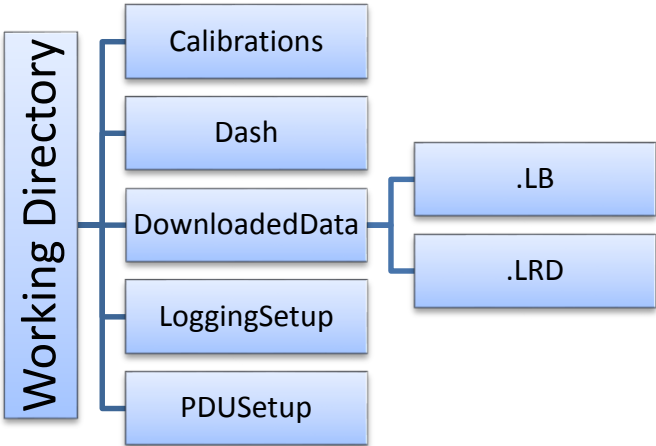 Working Directory
Calibrations
Dash
DownloadedData
LoggingSetup
PDUSetup
.LB
.LRD